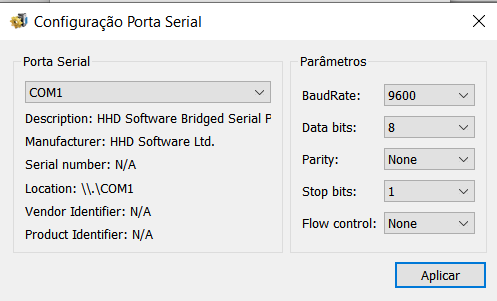 Configuração Porta Serial
Porta Serial
COM1
Description: HHD Software Bridged Serial P
Manufacturer: HHD Software Ltd.
Serial number: N/A
Location: \\.\COM1
Vendor Identifier: N/A
Product Identifier: N/A
Parâmetros
BaudRate: 9600
Data bits: 8
Parity: None
Stop bits: 1
Flow control: None
Aplicar